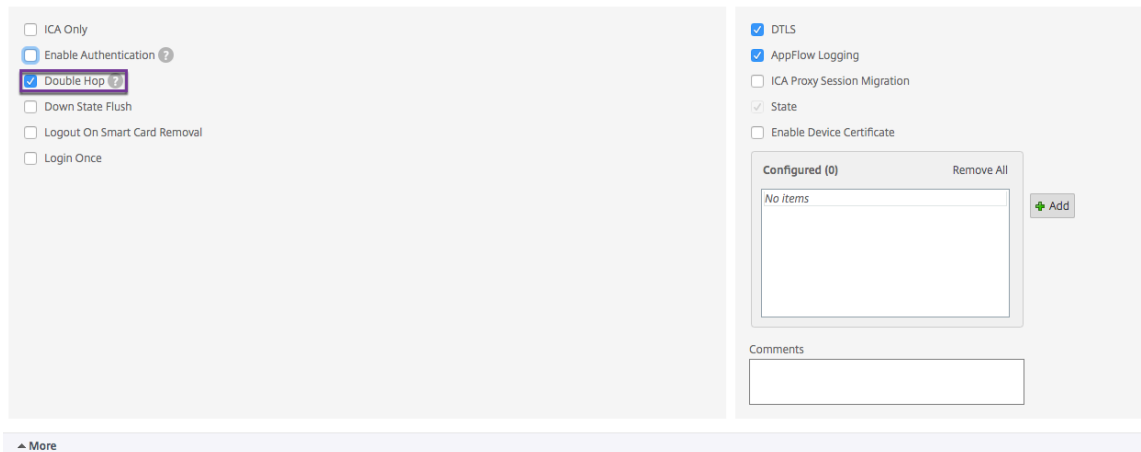 ICA Only
Enable Authentication ?
Double Hop ?
Down State Flush
Logout On Smart Card Removal
Login Once
DTLS
AppFlow Logging
ICA Proxy Session Migration
State
Enable Device Certificate
Configured (0) Remove All
No items
Add
Comments
More